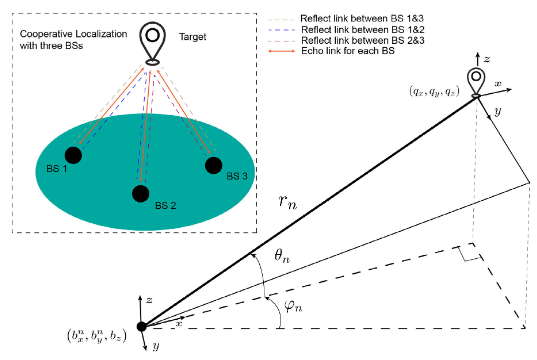 Cooperative Localization
with three BSs
Target
BS 1
BS 2
BS 3
Reflect link between BS 1&3
Reflect link between BS 1&2
Reflect link between BS 2&3
Echo link for each BS
z
x
(q_x, q_y, q_z)
y
r_n
θ_n
φ_n
z
x
(b_x^n, b_y^n, b_z)
y